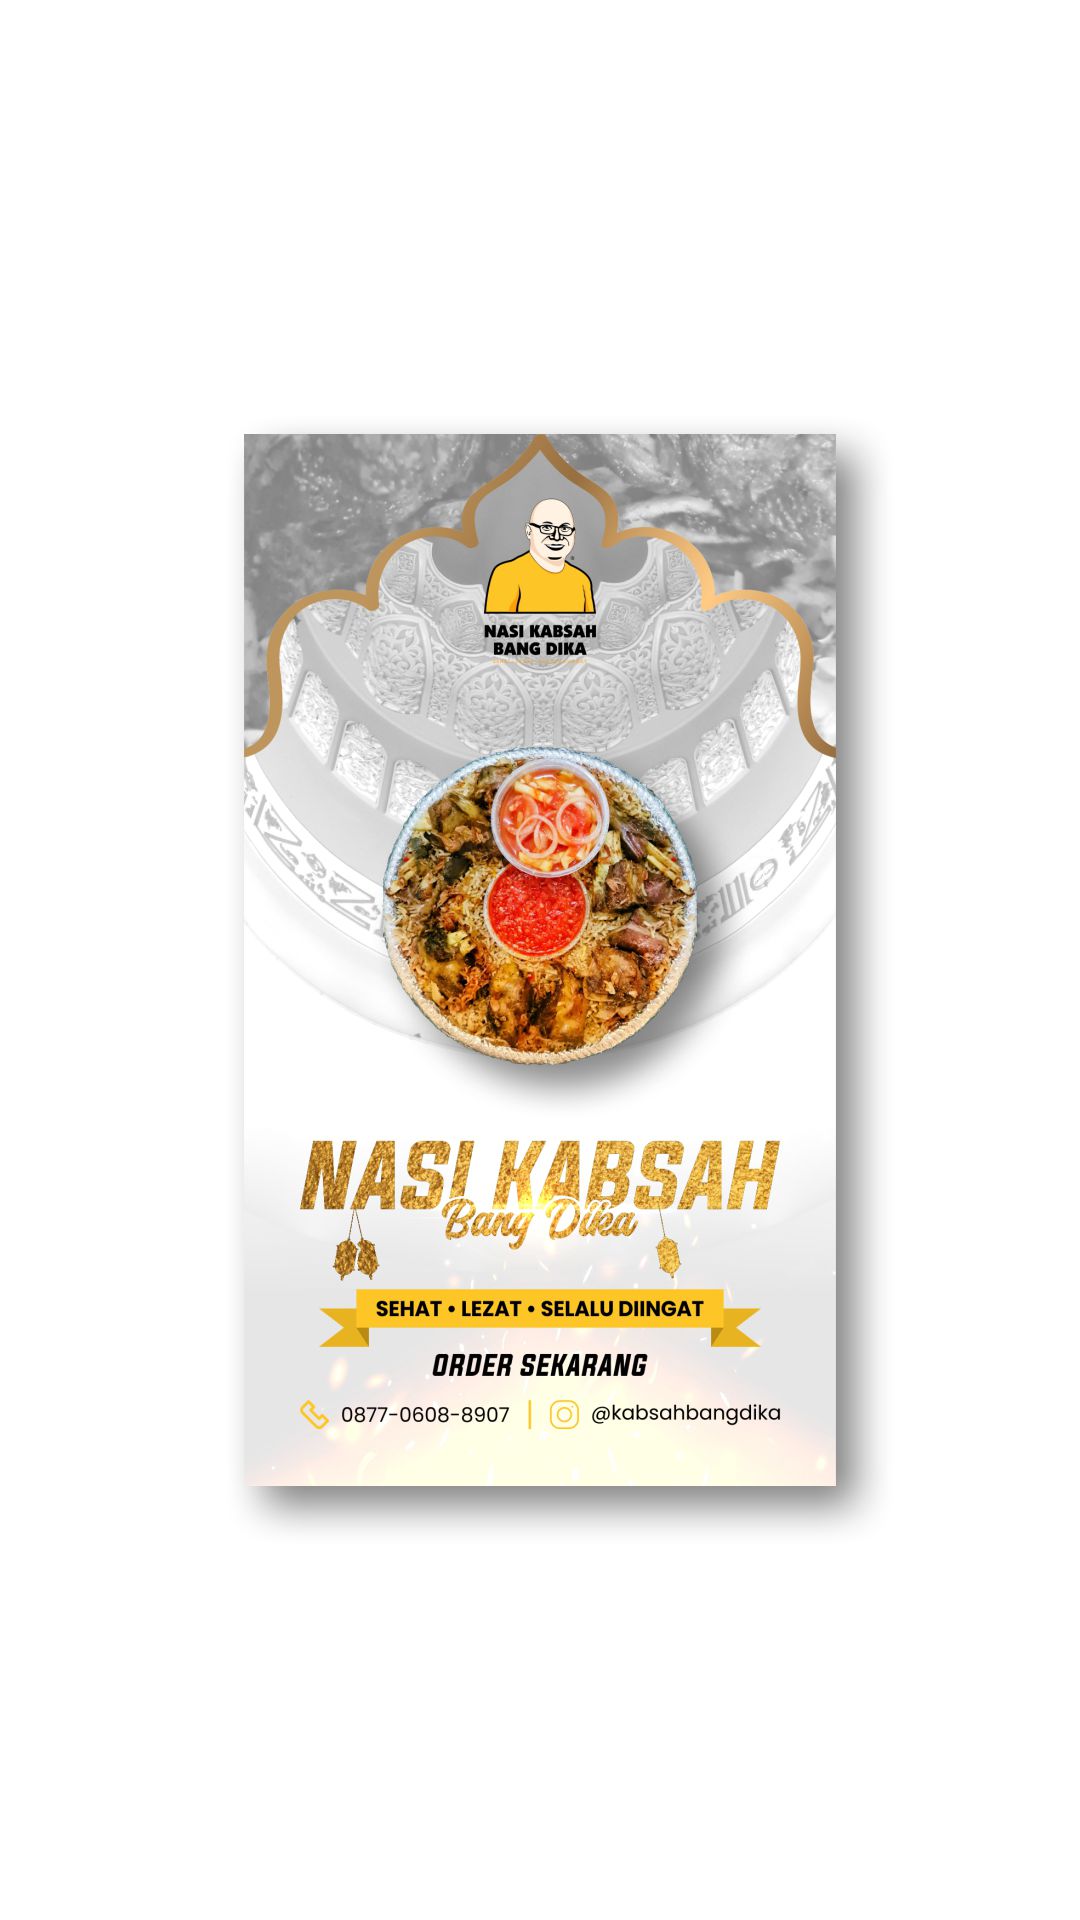 NASI KABSAH
BANG DIKA
NASI KABSAH
Bang Dika
SEHAT • LEZAT • SELALU DIINGAT
ORDER SEKARANG
0877-0608-8907 | @kabsahbangdika